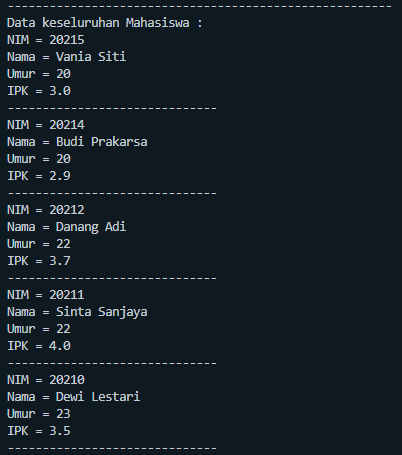 -------------------------------------------------------
Data keseluruhan Mahasiswa :
NIM = 20215
Nama = Vania Siti
Umur = 20
IPK = 3.0
------------------------------
NIM = 20214
Nama = Budi Prakarsa
Umur = 20
IPK = 2.9
------------------------------
NIM = 20212
Nama = Danang Adi
Umur = 22
IPK = 3.7
------------------------------
NIM = 20211
Nama = Sinta Sanjaya
Umur = 22
IPK = 4.0
------------------------------
NIM = 20210
Nama = Dewi Lestari
Umur = 23
IPK = 3.5
------------------------------